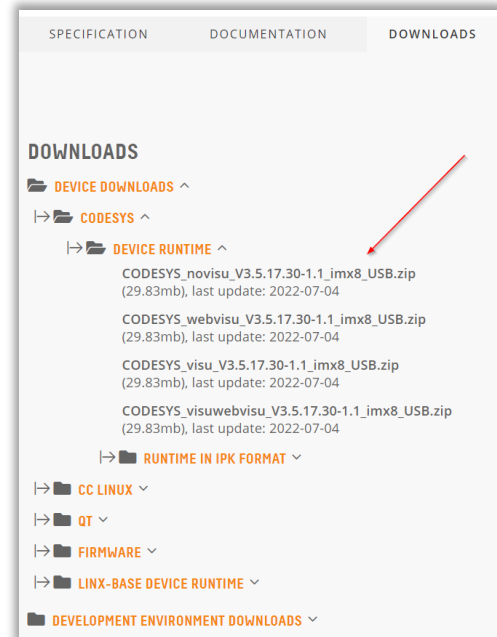 SPECIFICATION DOCUMENTATION DOWNLOADS
DOWNLOADS
DEVICE DOWNLOADS
CODESYS
DEVICE RUNTIME
CODESYS_novisu_V3.5.17.30-1.1_imx8_USB.zip
(29.83mb), last update: 2022-07-04
CODESYS_webvisu_V3.5.17.30-1.1_imx8_USB.zip
(29.83mb), last update: 2022-07-04
CODESYS_visu_V3.5.17.30-1.1_imx8_USB.zip
(29.83mb), last update: 2022-07-04
CODESYS_visuwebvisu_V3.5.17.30-1.1_imx8_USB.zip
(29.83mb), last update: 2022-07-04
RUNTIME IN IPK FORMAT
CC LINUX
QT
FIRMWARE
LINX-BASE DEVICE RUNTIME
DEVELOPMENT ENVIRONMENT DOWNLOADS